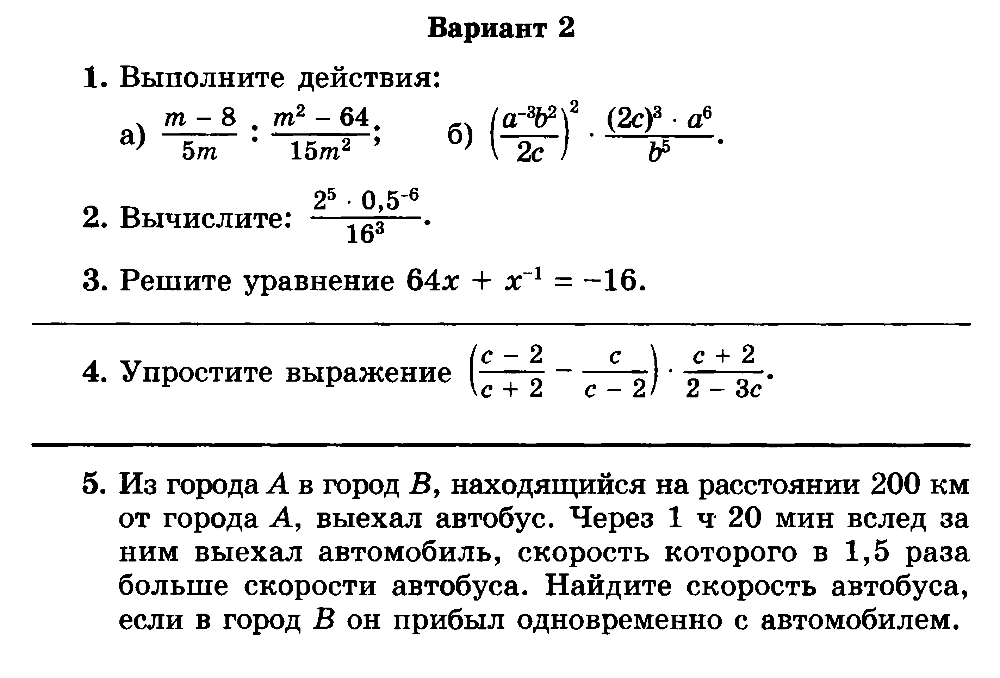 Вариант 2
1. Выполните действия:
а) \frac{m - 8}{5m} : \frac{m^2 - 64}{15m^2}; б) \left(\frac{a^{-3}b^2}{2c}\right)^2 \cdot \frac{(2c)^3 \cdot a^6}{b^5}.
2. Вычислите: \frac{2^5 \cdot 0,5^{-6}}{16^3}.
3. Решите уравнение 64x + x^{-1} = -16.
4. Упростите выражение \left(\frac{c - 2}{c + 2} - \frac{c}{c - 2}\right) \cdot \frac{c + 2}{2 - 3c}.
5. Из города A в город B, находящийся на расстоянии 200 км
от города A, выехал автобус. Через 1 ч 20 мин вслед за
ним выехал автомобиль, скорость которого в 1,5 раза
больше скорости автобуса. Найдите скорость автобуса,
если в город B он прибыл одновременно с автомобилем.